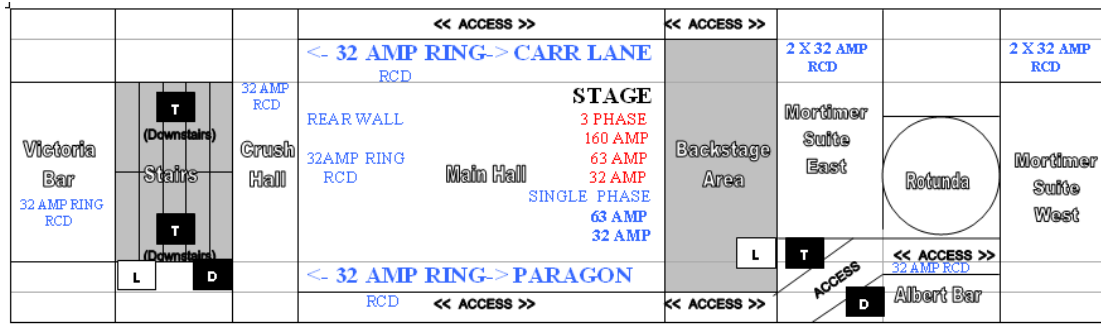 << ACCESS >>
<< ACCESS >>
<- 32 AMP RING-> CARR LANE
RCD
2 X 32 AMP
RCD
2 X 32 AMP
RCD
32 AMP
RCD
STAGE
T
(Downstairs)
REAR WALL
3 PHASE
160 AMP
63 AMP
32 AMP
Victoria
Bar
32 AMP RING
RCD
Stairs
Crush
Hall
32AMP RING
RCD
Main Hall
SINGLE PHASE
63 AMP
32 AMP
Backstage
Area
Mortimer
Suite
East
Rotunda
Mortimer
Suite
West
T
(Downstairs)
L
D
L
T
<< ACCESS >>
32 AMP RCD
<- 32 AMP RING-> PARAGON
RCD
<< ACCESS >>
<< ACCESS >>
ACCESS
D
Albert Bar